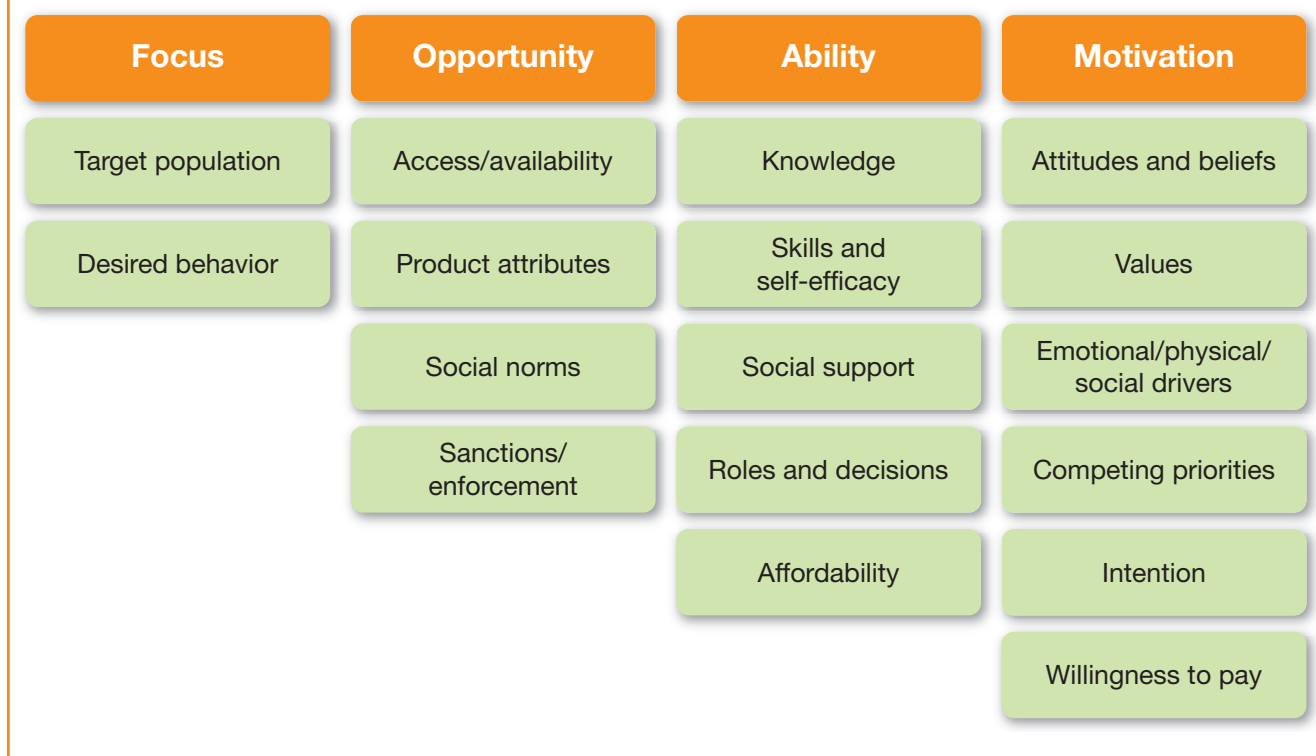 Focus
Opportunity
Ability
Motivation
Target population
Access/availability
Knowledge
Attitudes and beliefs
Desired behavior
Product attributes
Skills and
self-efficacy
Values
Social norms
Social support
Emotional/physical/
social drivers
Sanctions/
enforcement
Roles and decisions
Competing priorities
Affordability
Intention
Willingness to pay